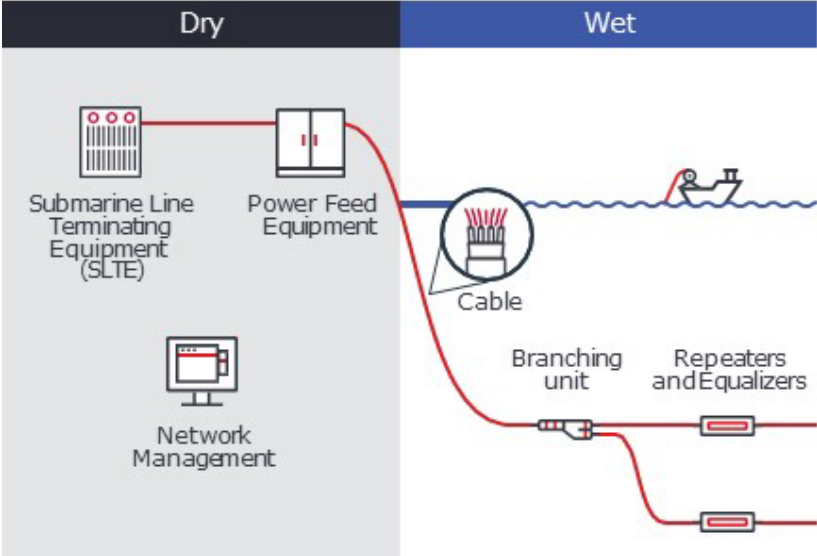 Dry
Wet
Submarine Line
Terminating
Equipment
(SLTE)
Power Feed
Equipment
Cable
Branching
unit
Repeaters
and Equalizers
Network
Management